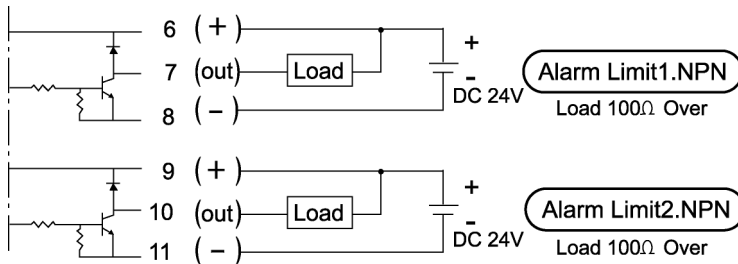 6 (+)
7 (out) Load
8 (−)
+
-
DC 24V
Alarm Limit1.NPN
Load 100Ω Over
9 (+)
10 (out) Load
11 (−)
+
-
DC 24V
Alarm Limit2.NPN
Load 100Ω Over